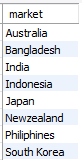 market
Australia
Bangladesh
India
Indonesia
Japan
Newzealand
Philiphines
South Korea